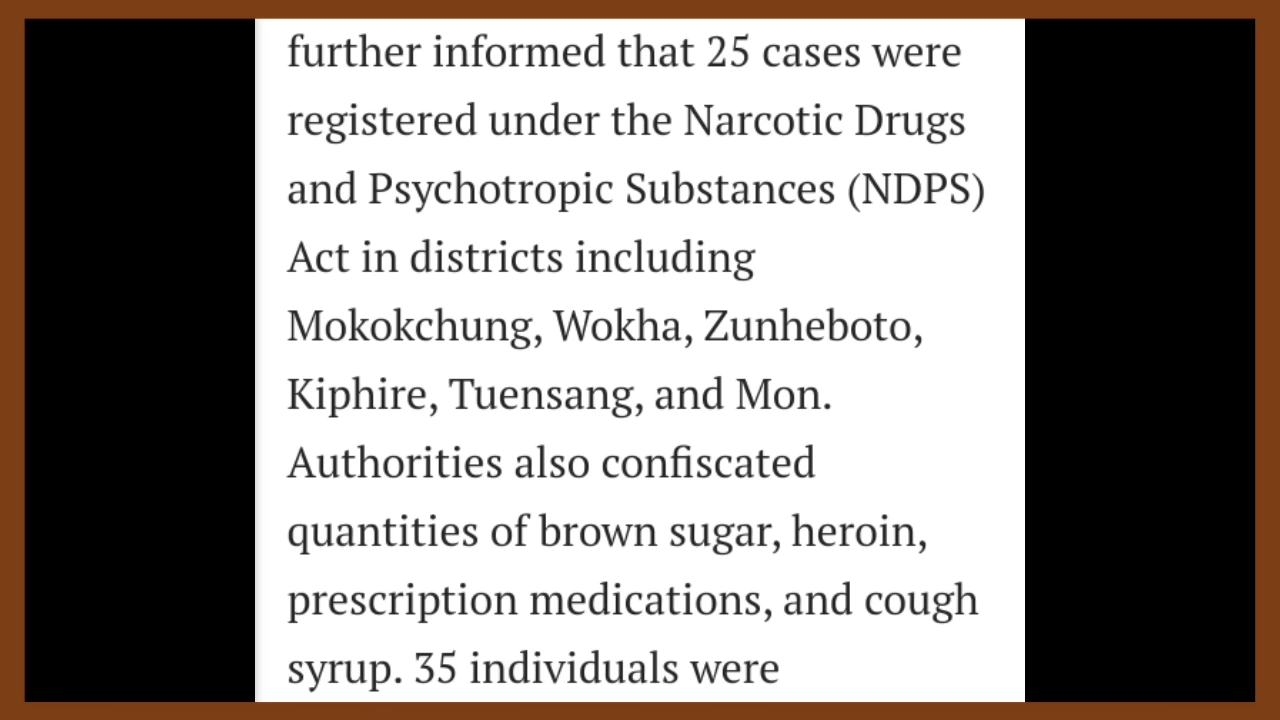 further informed that 25 cases were
registered under the Narcotic Drugs
and Psychotropic Substances (NDPS)
Act in districts including
Mokokchung, Wokha, Zunheboto,
Kiphire, Tuensang, and Mon.
Authorities also confiscated
quantities of brown sugar, heroin,
prescription medications, and cough
syrup. 35 individuals were